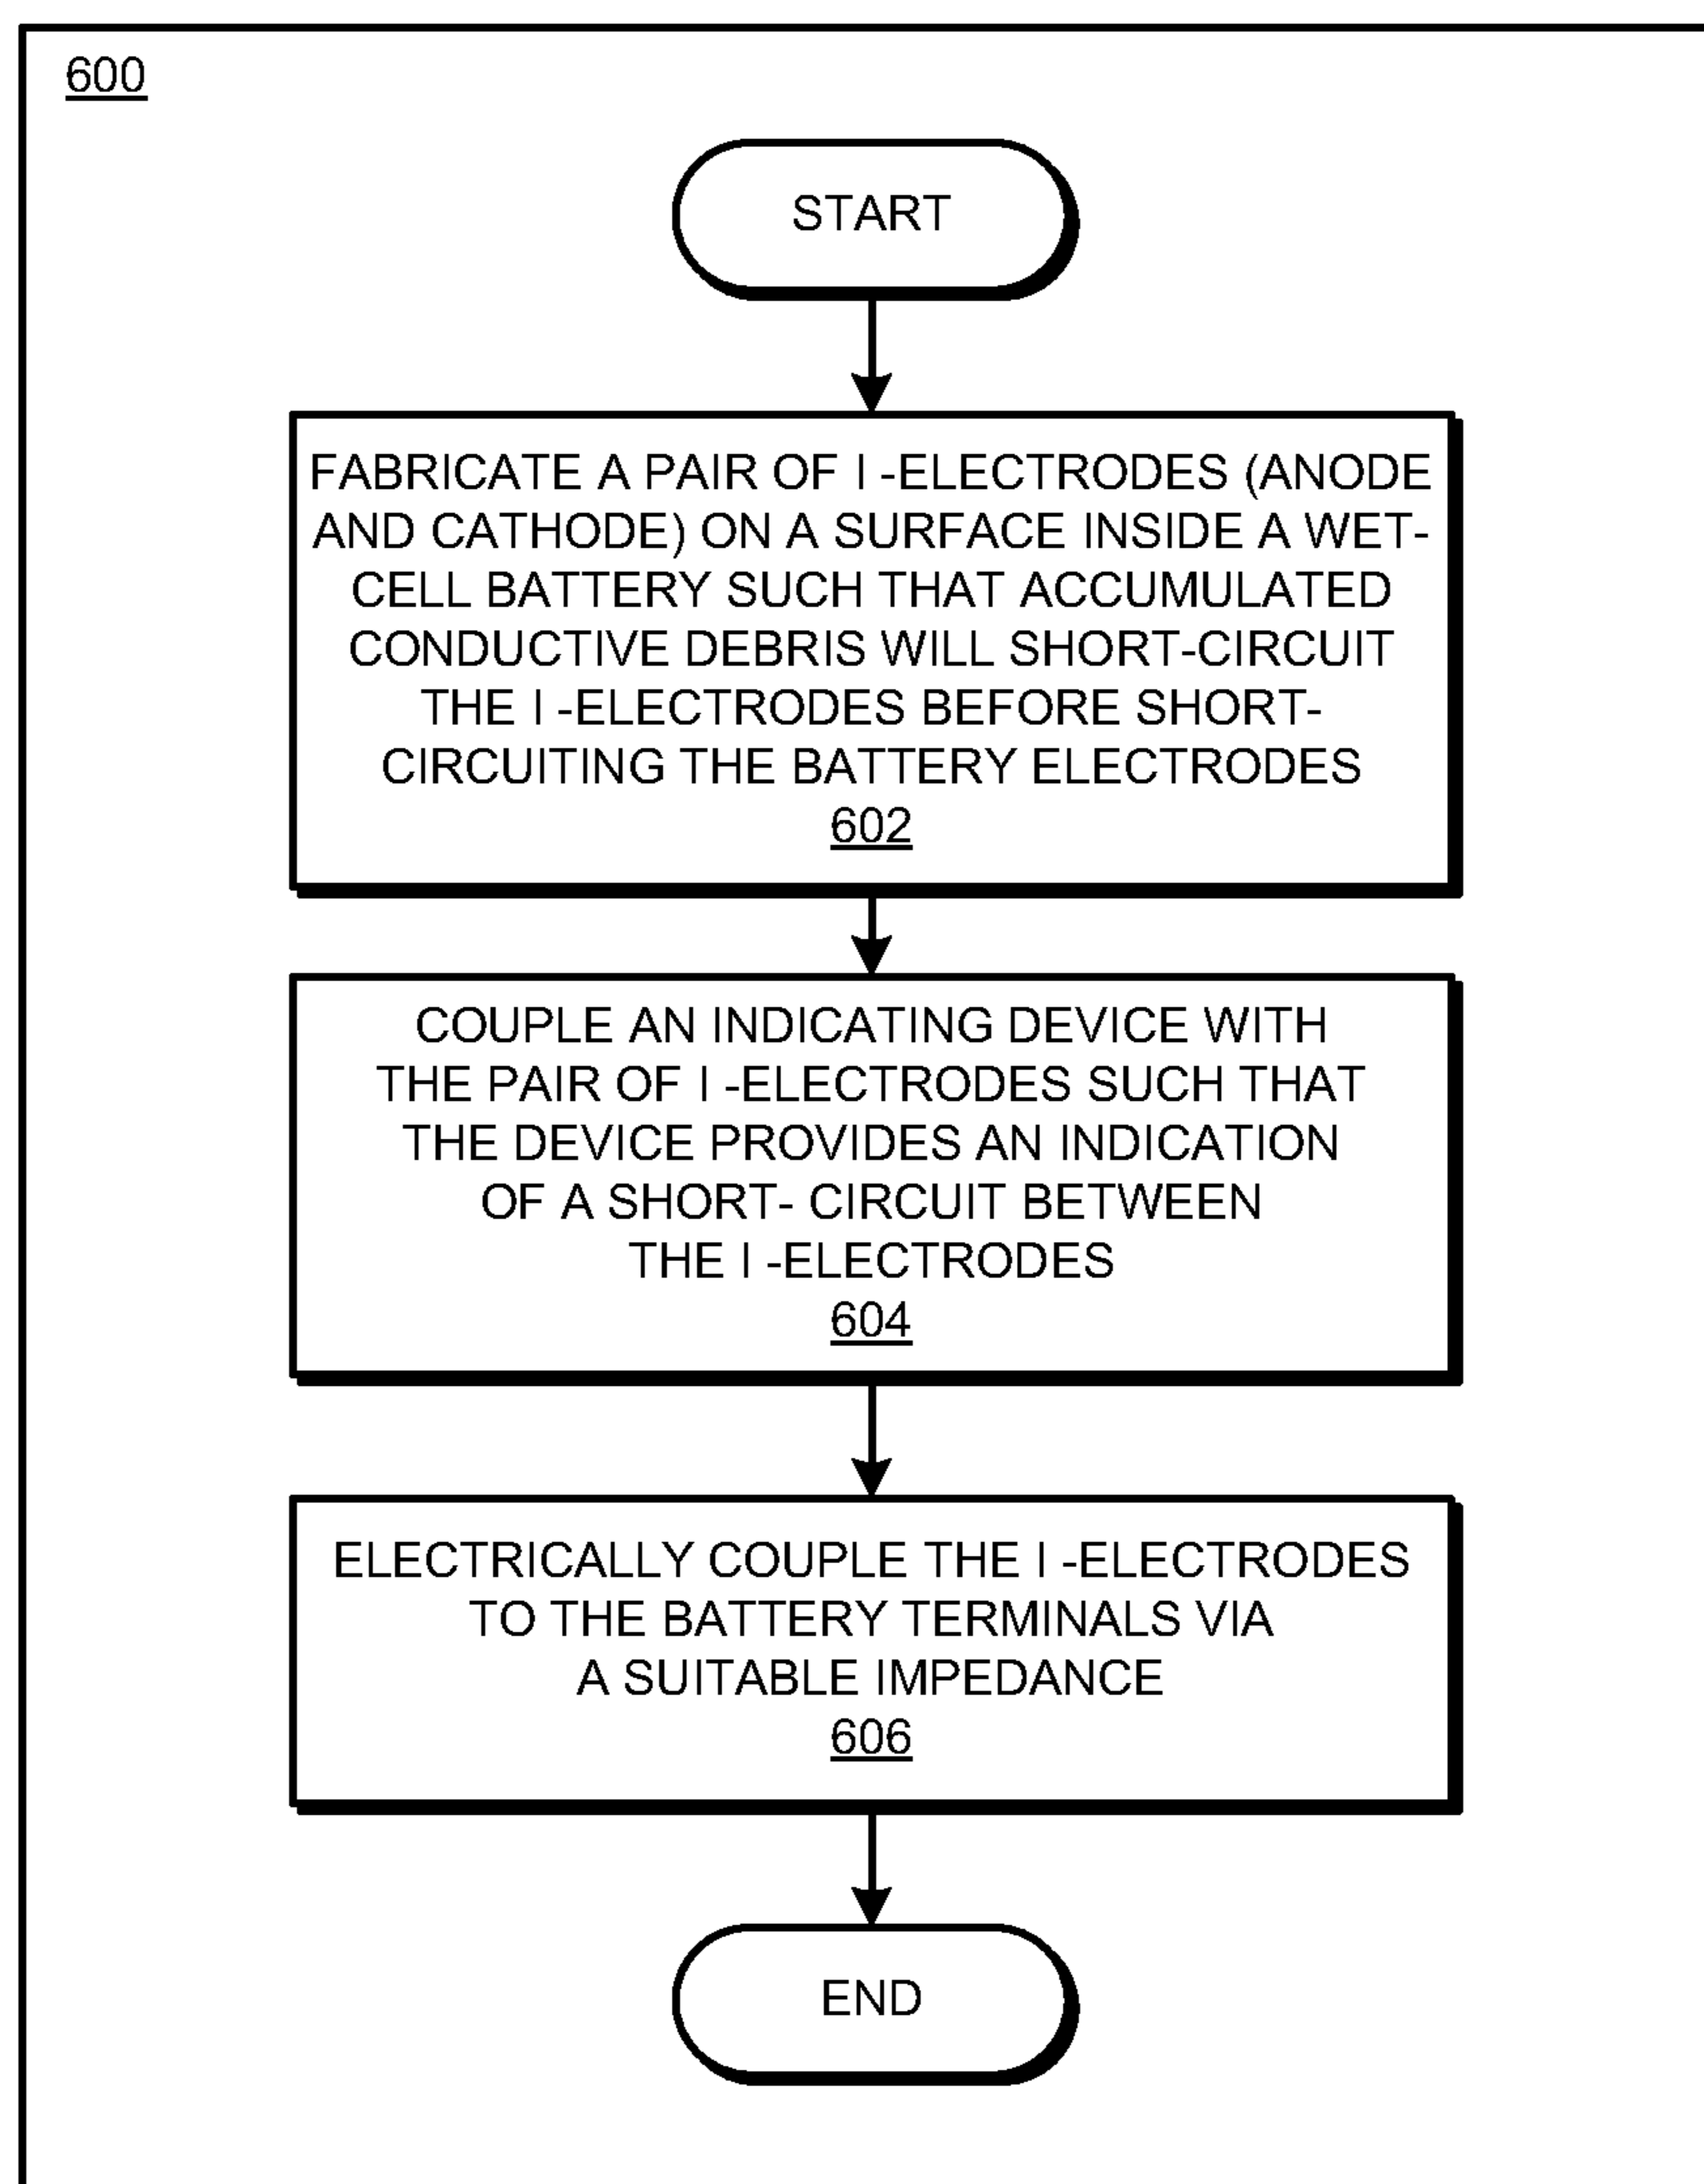 600
START
FABRICATE A PAIR OF I -ELECTRODES (ANODE
AND CATHODE) ON A SURFACE INSIDE A WET-
CELL BATTERY SUCH THAT ACCUMULATED
CONDUCTIVE DEBRIS WILL SHORT-CIRCUIT
THE I -ELECTRODES BEFORE SHORT-
CIRCUITING THE BATTERY ELECTRODES
602
COUPLE AN INDICATING DEVICE WITH
THE PAIR OF I -ELECTRODES SUCH THAT
THE DEVICE PROVIDES AN INDICATION
OF A SHORT- CIRCUIT BETWEEN
THE I -ELECTRODES
604
ELECTRICALLY COUPLE THE I -ELECTRODES
TO THE BATTERY TERMINALS VIA
A SUITABLE IMPEDANCE
606
END